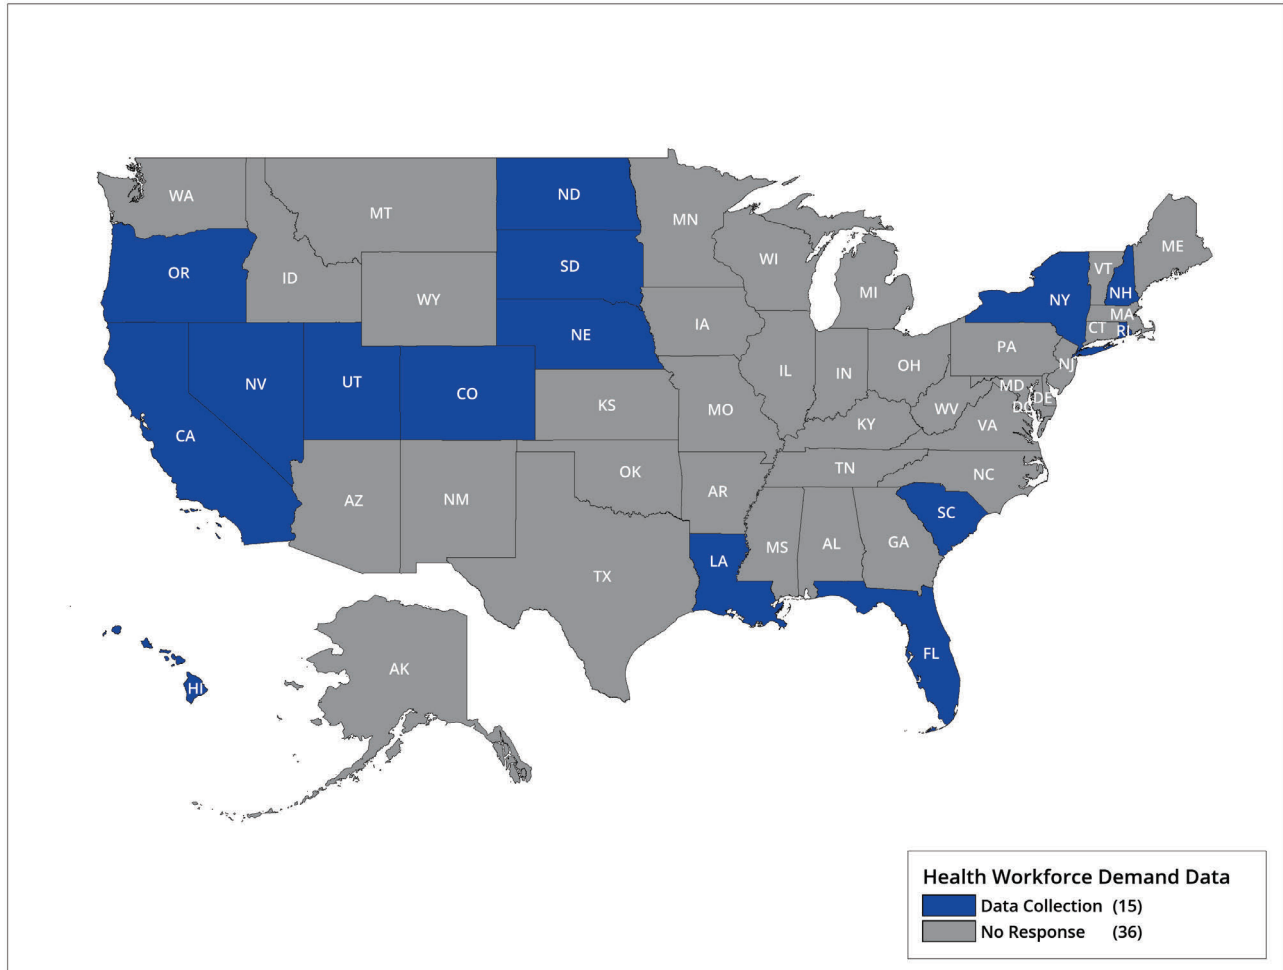 WA
MT
ND
MN
ME
OR
ID
SD
WI
VT
NH
WY
MI
NY
MA
IA
CT
RI
NE
PA
NV
UT
CO
IL
IN
OH
NJ
MD
KS
MO
WV
DE
DC
CA
KY
VA
AZ
NM
OK
TN
NC
AR
SC
LA
MS
AL
GA
TX
FL
AK
HI
Health Workforce Demand Data
Data Collection (15)
No Response (36)